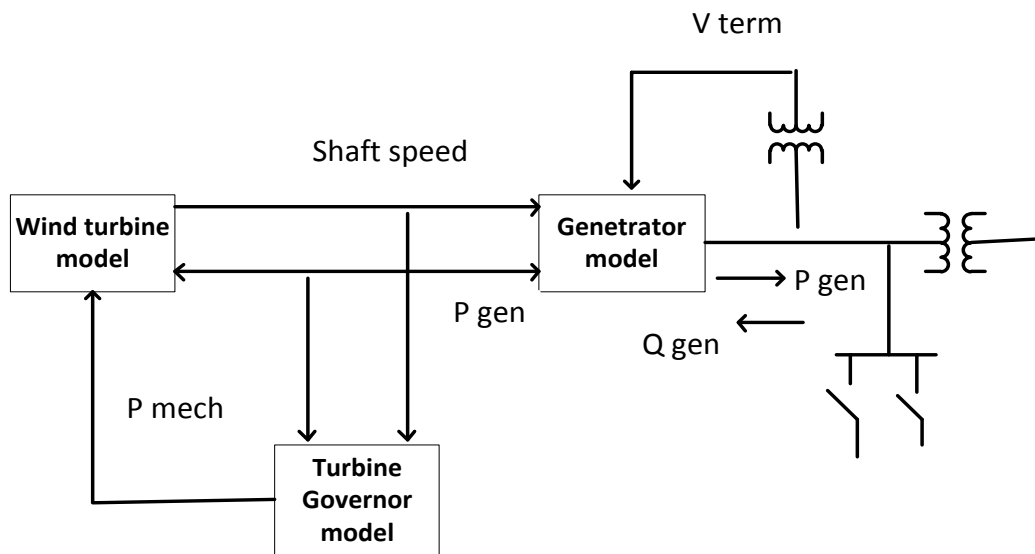 V term
Shaft speed
Wind turbine
model
Genetrator
model
P gen
P gen
Q gen
P mech
Turbine
Governor
model